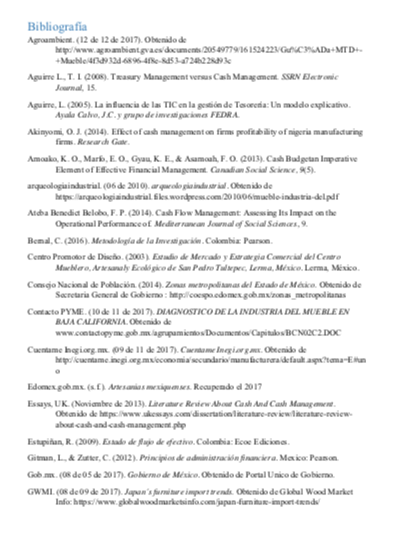 Bibliografía
Agroambient. (12 de 12 de 2017). Obtenido de
http://www.agroambient.gva.es/documents/20549779/161524223/Gu%C3%ADa+MTD+-
+Mueble/4f3d932d-6896-4f8e-8d53-a724b228d93c
Aguirre L., T. I. (2008). Treasury Management versus Cash Management. SSRN Electronic
Journal, 15.
Aguirre, L. (2005). La influencia de las TIC en la gestión de Tesorería: Un modelo explicativo.
Ayala Calvo, J.C. y grupo de investigaciones FEDRA.
Akinyomi, O. J. (2014). Effect of cash management on firms profitability of nigeria manufacturing
firms. Research Gate.
Amoako, K. O., Marfo, E. O., Gyau, K. E., & Asamoah, F. O. (2013). Cash Budgetan Imperative
Element of Effective Financial Management. Canadian Social Science, 9(5).
arqueologiaindustrial. (06 de 2010). arqueologiaindustrial. Obtenido de
https://arqueologiaindustrial.files.wordpress.com/2010/06/mueble-industria-del.pdf
Ateba Benedict Belobo, F. P. (2014). Cash Flow Management: Assessing Its Impact on the
Operational Performance of. Mediterranean Journal of Social Sciences, 9.
Bernal, C. (2016). Metodología de la Investigación. Colombia: Pearson.
Centro Promotor de Diseño. (2003). Estudio de Mercado y Estrategia Comercial del Centro
Mueblero, Artesanal y Ecológico de San Pedro Tultepec, Lerma, México. Lerma, México.
Consejo Nacional de Población. (2014). Zonas metropolitanas del Estado de México. Obtenido de
Secretaria General de Gobierno : http://coespo.edomex.gob.mx/zonas_metropolitanas
Contacto PYME. (10 de 11 de 2017). DIAGNOSTICO DE LA INDUSTRIA DEL MUEBLE EN
BAJA CALIFORNIA. Obtenido de
www.contactopyme.gob.mx/agrupamientos/Documentos/Capitulos/BCN02C2.DOC
Cuentame Inegi.org.mx. (09 de 11 de 2017). Cuentame Inegi.org.mx. Obtenido de
http://cuentame.inegi.org.mx/economia/secundario/manufacturera/default.aspx?tema=E#un
o
Edomex.gob.mx. (s.f.). Artesanías mexiquenses. Recuperado el 2017
Essays, UK. (Noviembre de 2013). Literature Review About Cash And Cash Management.
Obtenido de https://www.ukessays.com/dissertation/literature-review/literature-review-
about-cash-and-cash-management.php
Estupiñan, R. (2009). Estado de flujo de efectivo. Colombia: Ecoe Ediciones.
Gitman, L., & Zutter, C. (2012). Principios de administración financiera. Mexico: Pearson.
Gob.mx. (08 de 05 de 2017). Gobierno de México. Obtenido de Portal Unico de Gobierno.
GWMI. (08 de 09 de 2017). Japan's furniture import trends. Obtenido de Global Wood Market
Info: https://www.globalwoodmarketsinfo.com/japan-furniture-import-trends/